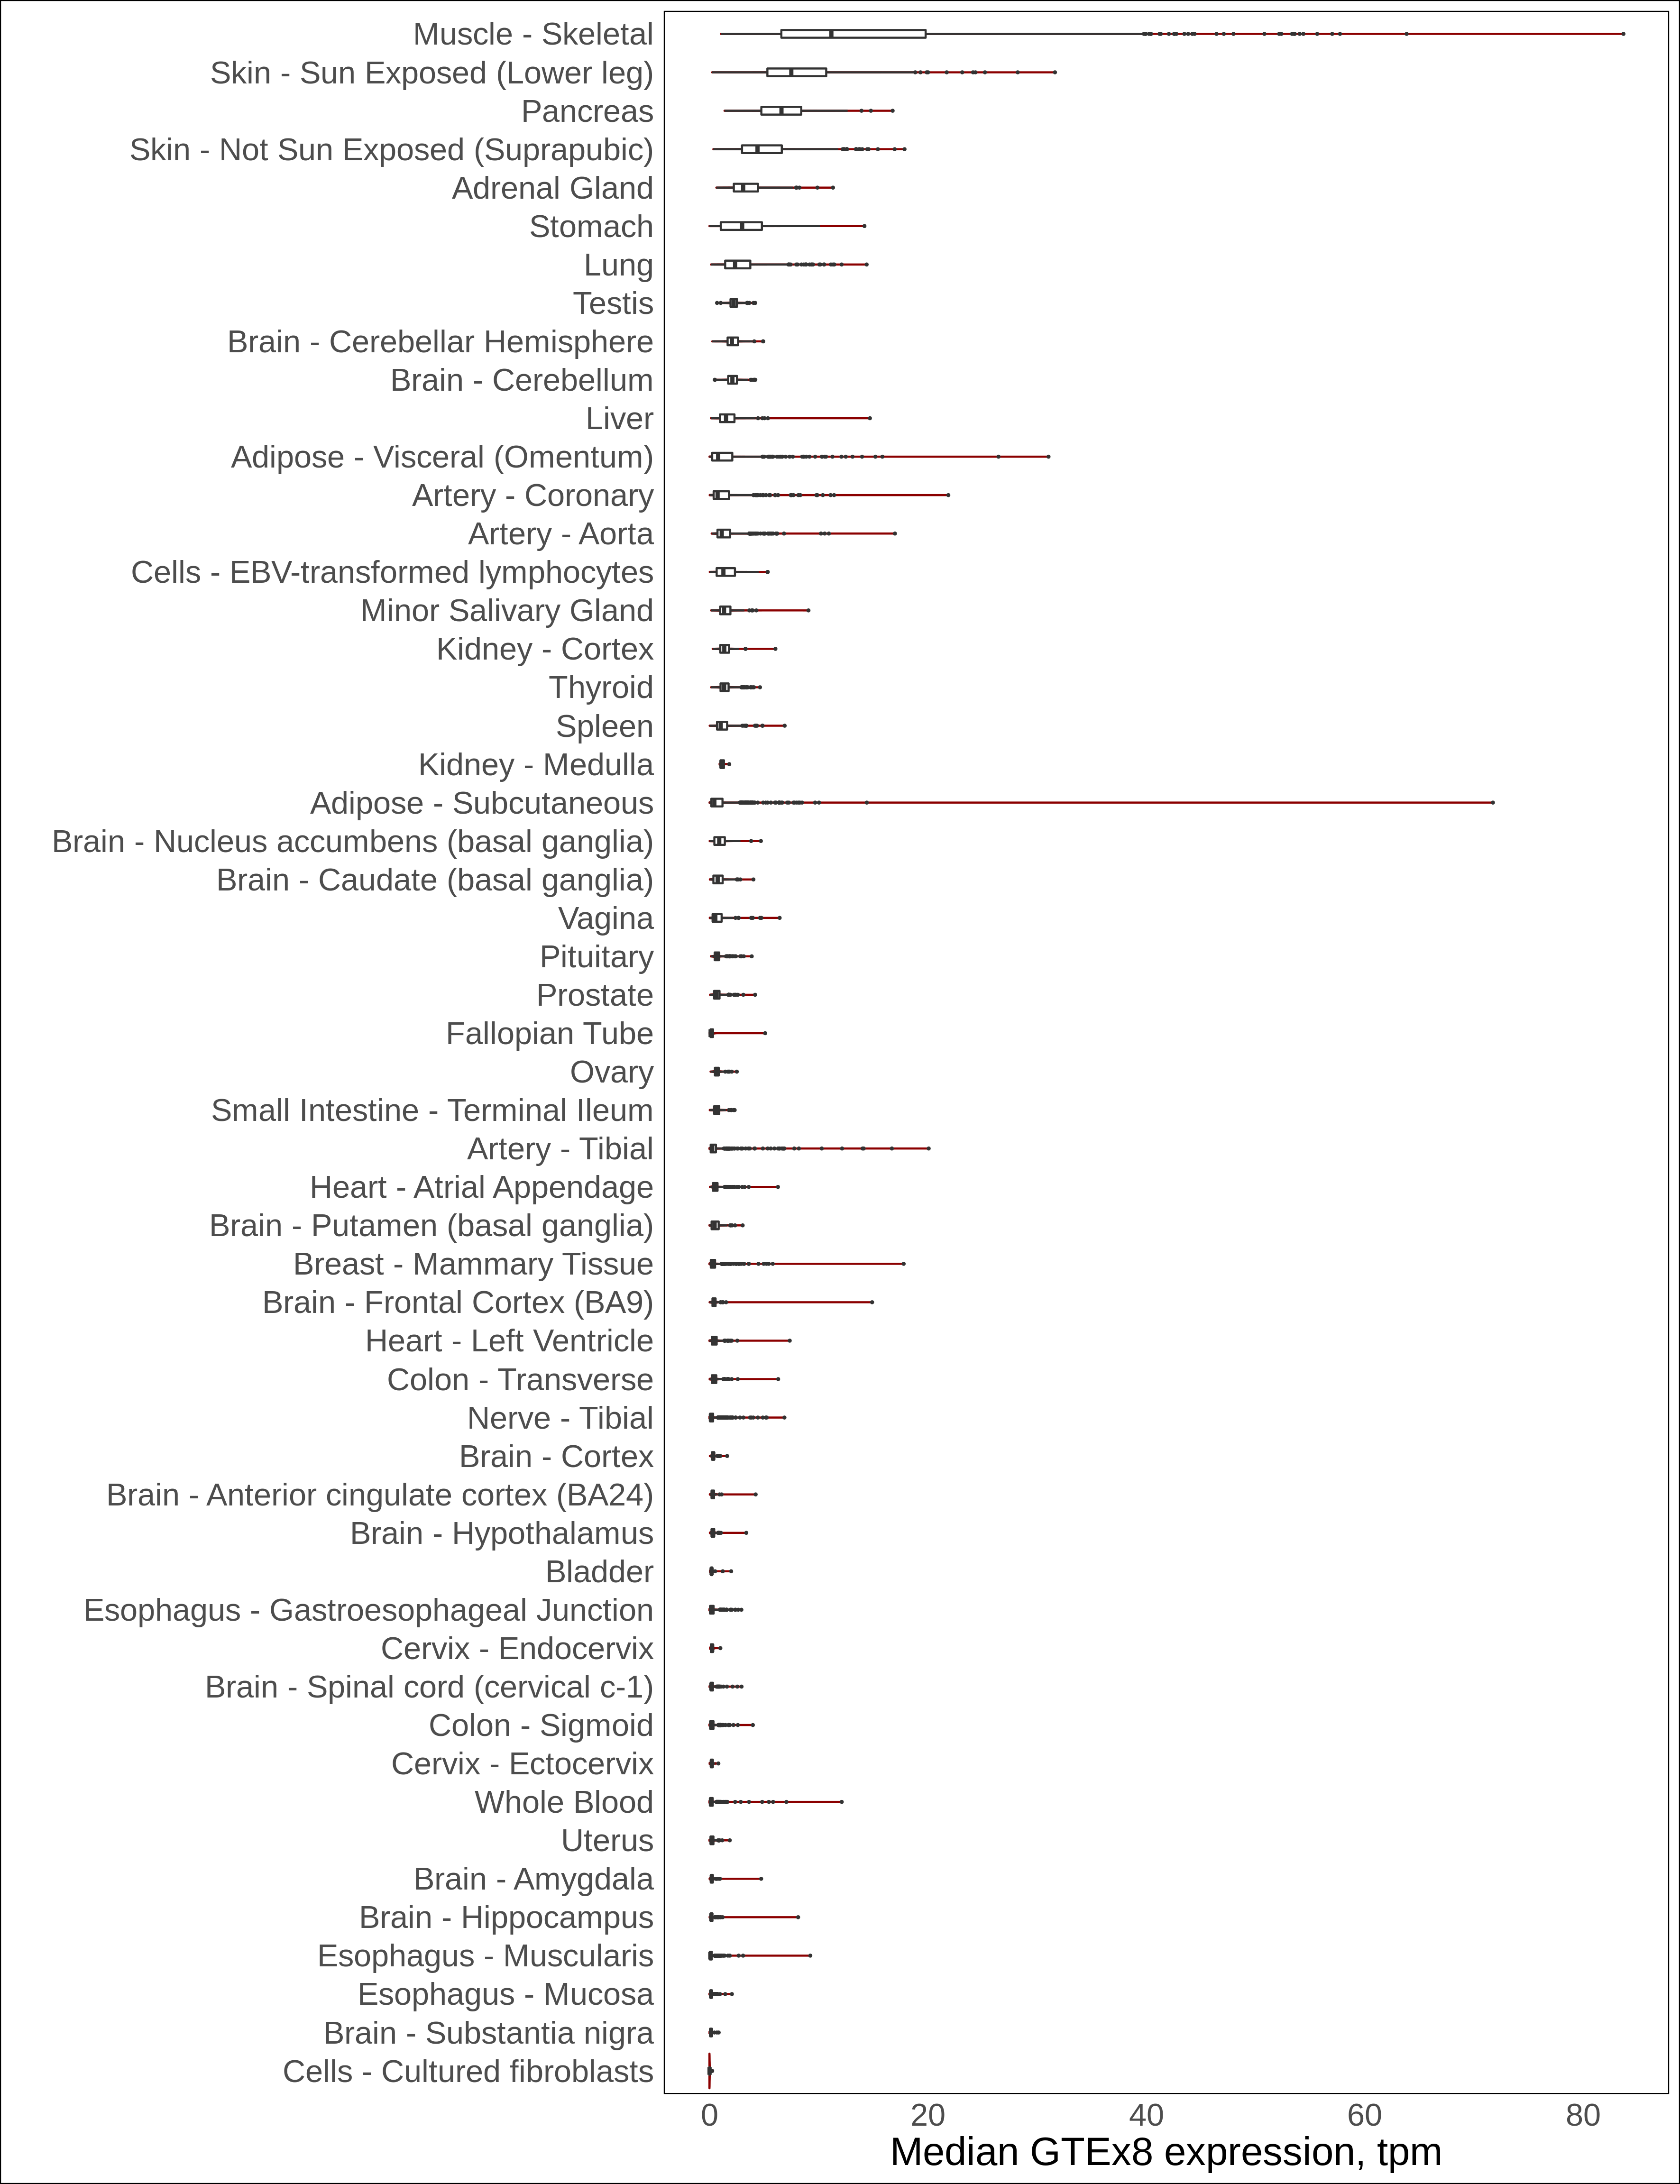 Muscle - Skeletal
Skin - Sun Exposed (Lower leg)
Pancreas
Skin - Not Sun Exposed (Suprapubic)
Adrenal Gland
Stomach
Lung
Testis
Brain - Cerebellar Hemisphere
Brain - Cerebellum
Liver
Adipose - Visceral (Omentum)
Artery - Coronary
Artery - Aorta
Cells - EBV-transformed lymphocytes
Minor Salivary Gland
Kidney - Cortex
Thyroid
Spleen
Kidney - Medulla
Adipose - Subcutaneous
Brain - Nucleus accumbens (basal ganglia)
Brain - Caudate (basal ganglia)
Vagina
Pituitary
Prostate
Fallopian Tube
Ovary
Small Intestine - Terminal Ileum
Artery - Tibial
Heart - Atrial Appendage
Brain - Putamen (basal ganglia)
Breast - Mammary Tissue
Brain - Frontal Cortex (BA9)
Heart - Left Ventricle
Colon - Transverse
Nerve - Tibial
Brain - Cortex
Brain - Anterior cingulate cortex (BA24)
Brain - Hypothalamus
Bladder
Esophagus - Gastroesophageal Junction
Cervix - Endocervix
Brain - Spinal cord (cervical c-1)
Colon - Sigmoid
Cervix - Ectocervix
Whole Blood
Uterus
Brain - Amygdala
Brain - Hippocampus
Esophagus - Muscularis
Esophagus - Mucosa
Brain - Substantia nigra
Cells - Cultured fibroblasts
0 20 40 60 80
Median GTEx8 expression, tpm